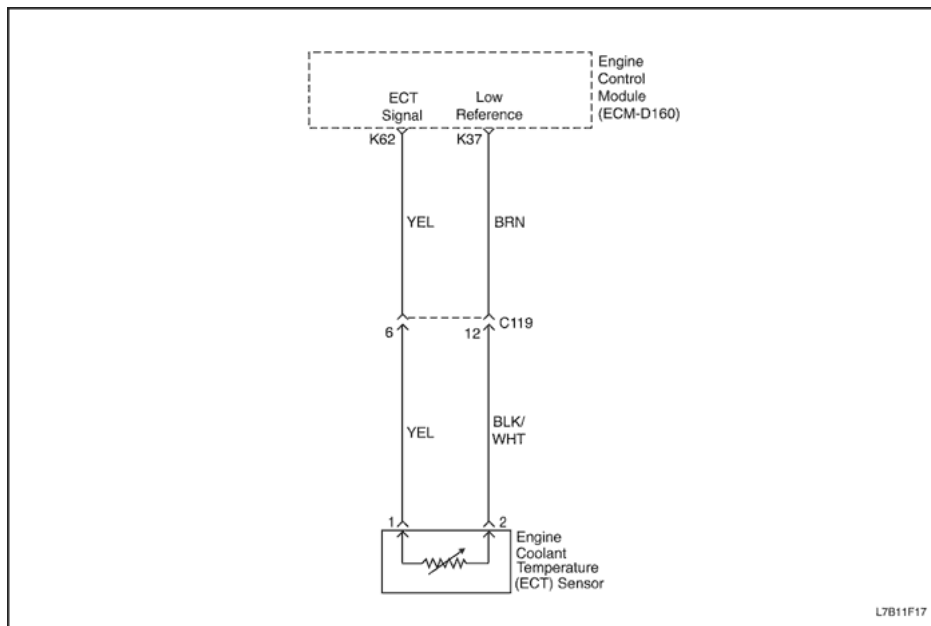 Engine
Control
Module
(ECM-D160)
ECT
Signal
Low
Reference
K62
K37
YEL
BRN
6
12
C119
YEL
BLK/
WHT
1
2
Engine
Coolant
Temperature
(ECT) Sensor
L7B11F17